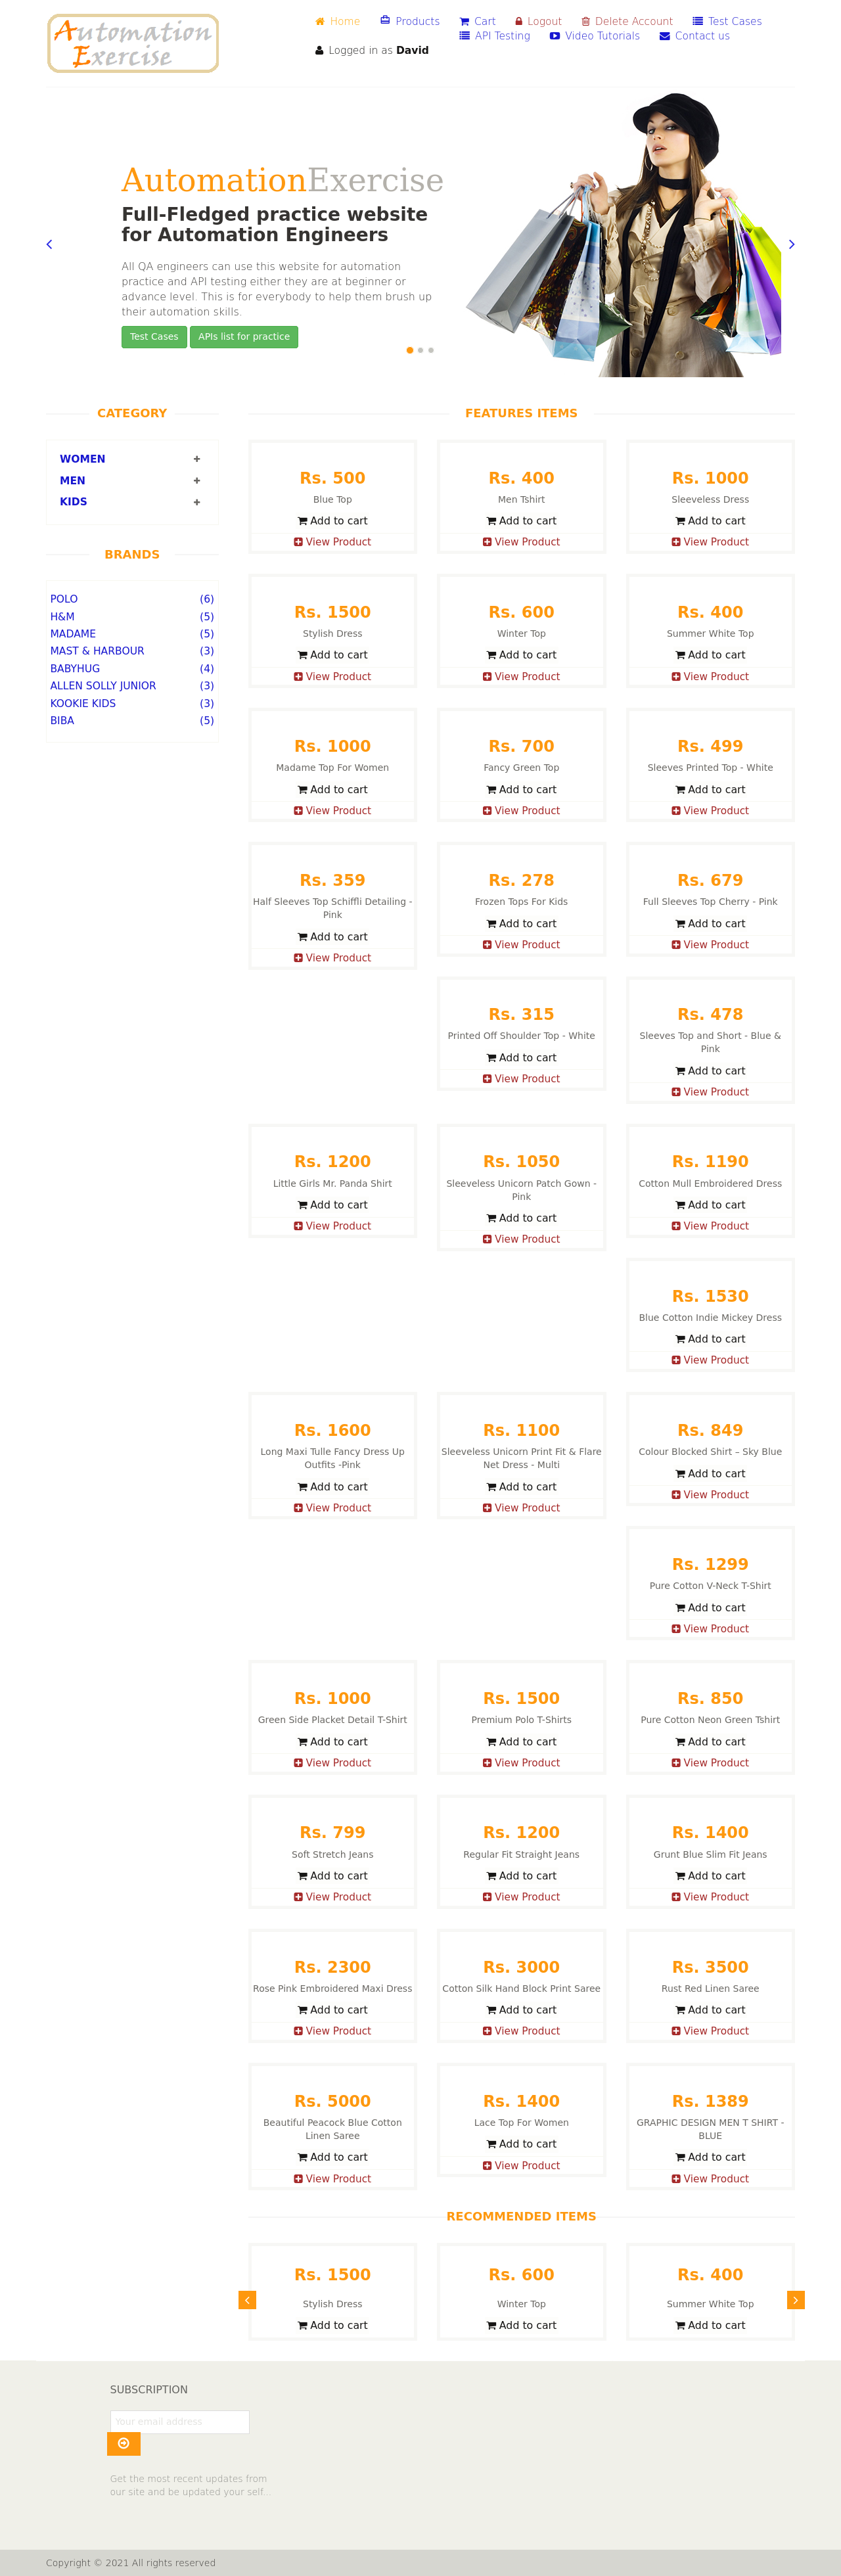 Automation
Exercise
Home Products Cart Logout Delete Account Test Cases
API Testing Video Tutorials Contact us
Logged in as David
AutomationExercise
Full-Fledged practice website
for Automation Engineers
All QA engineers can use this website for automation
practice and API testing either they are at beginner or
advance level. This is for everybody to help them brush up
their automation skills.
Test Cases APIs list for practice
CATEGORY
WOMEN
MEN
KIDS
BRANDS
POLO (6)
H&M (5)
MADAME (5)
MAST & HARBOUR (3)
BABYHUG (4)
ALLEN SOLLY JUNIOR (3)
KOOKIE KIDS (3)
BIBA (5)
FEATURES ITEMS
Rs. 500
Blue Top
Add to cart
View Product
Rs. 400
Men Tshirt
Add to cart
View Product
Rs. 1000
Sleeveless Dress
Add to cart
View Product
Rs. 1500
Stylish Dress
Add to cart
View Product
Rs. 600
Winter Top
Add to cart
View Product
Rs. 400
Summer White Top
Add to cart
View Product
Rs. 1000
Madame Top For Women
Add to cart
View Product
Rs. 700
Fancy Green Top
Add to cart
View Product
Rs. 499
Sleeves Printed Top - White
Add to cart
View Product
Rs. 359
Half Sleeves Top Schiffli Detailing -
Pink
Add to cart
View Product
Rs. 278
Frozen Tops For Kids
Add to cart
View Product
Rs. 679
Full Sleeves Top Cherry - Pink
Add to cart
View Product
Rs. 315
Printed Off Shoulder Top - White
Add to cart
View Product
Rs. 478
Sleeves Top and Short - Blue &
Pink
Add to cart
View Product
Rs. 1200
Little Girls Mr. Panda Shirt
Add to cart
View Product
Rs. 1050
Sleeveless Unicorn Patch Gown -
Pink
Add to cart
View Product
Rs. 1190
Cotton Mull Embroidered Dress
Add to cart
View Product
Rs. 1530
Blue Cotton Indie Mickey Dress
Add to cart
View Product
Rs. 1600
Long Maxi Tulle Fancy Dress Up
Outfits -Pink
Add to cart
View Product
Rs. 1100
Sleeveless Unicorn Print Fit & Flare
Net Dress - Multi
Add to cart
View Product
Rs. 849
Colour Blocked Shirt – Sky Blue
Add to cart
View Product
Rs. 1299
Pure Cotton V-Neck T-Shirt
Add to cart
View Product
Rs. 1000
Green Side Placket Detail T-Shirt
Add to cart
View Product
Rs. 1500
Premium Polo T-Shirts
Add to cart
View Product
Rs. 850
Pure Cotton Neon Green Tshirt
Add to cart
View Product
Rs. 799
Soft Stretch Jeans
Add to cart
View Product
Rs. 1200
Regular Fit Straight Jeans
Add to cart
View Product
Rs. 1400
Grunt Blue Slim Fit Jeans
Add to cart
View Product
Rs. 2300
Rose Pink Embroidered Maxi Dress
Add to cart
View Product
Rs. 3000
Cotton Silk Hand Block Print Saree
Add to cart
View Product
Rs. 3500
Rust Red Linen Saree
Add to cart
View Product
Rs. 5000
Beautiful Peacock Blue Cotton
Linen Saree
Add to cart
View Product
Rs. 1400
Lace Top For Women
Add to cart
View Product
Rs. 1389
GRAPHIC DESIGN MEN T SHIRT -
BLUE
Add to cart
View Product
RECOMMENDED ITEMS
Rs. 1500
Stylish Dress
Add to cart
Rs. 600
Winter Top
Add to cart
Rs. 400
Summer White Top
Add to cart
SUBSCRIPTION
Your email address
Get the most recent updates from
our site and be updated your self...
Copyright © 2021 All rights reserved